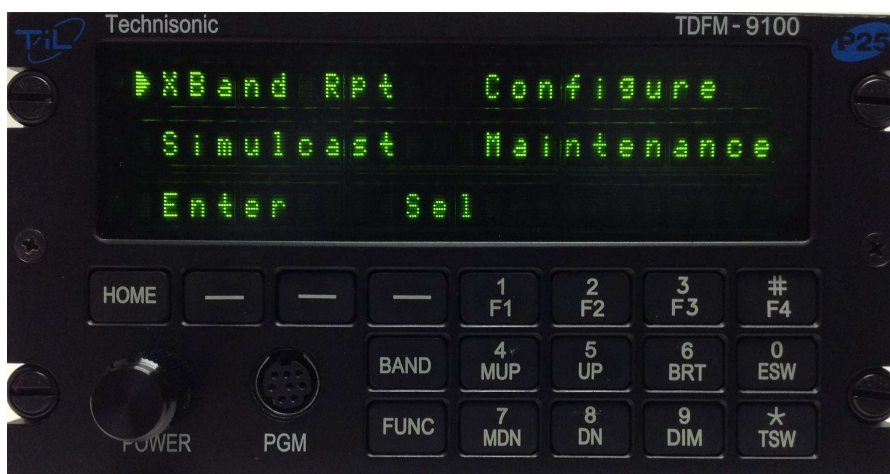 Technisonic TDFM - 9100
TiL P25
XBand Rpt Configure
Simulcast Maintenance
Enter Sel
HOME — — — 1 2 3 #
F1 F2 F3 F4
BAND 4 5 6 0
MUP UP BRT ESW
FUNC 7 8 9 *
MDN DN DIM TSW
POWER PGM